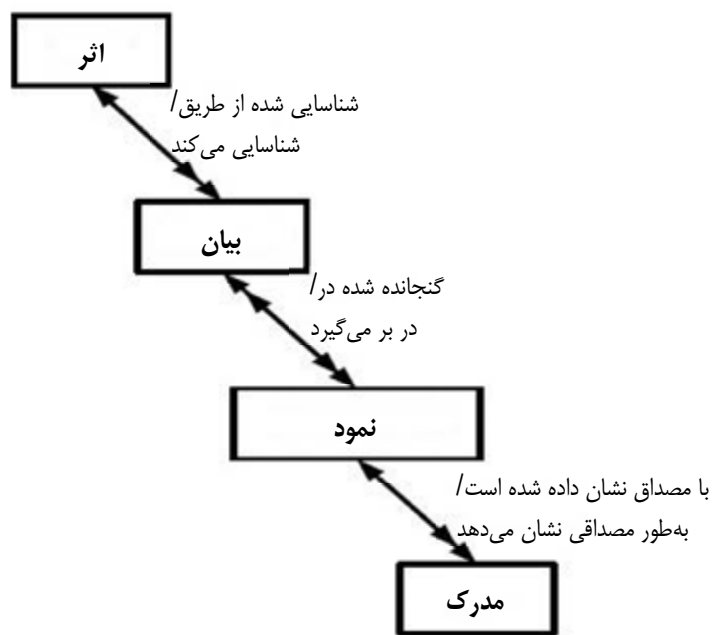 اثر
شناسایی شده از طریق/
شناسایی می‌کند
بیان
گنجانده شده در/
در بر می‌گیرد
نمود
با مصداق نشان داده شده است/
به‌طور مصداقی نشان می‌دهد
مدرک